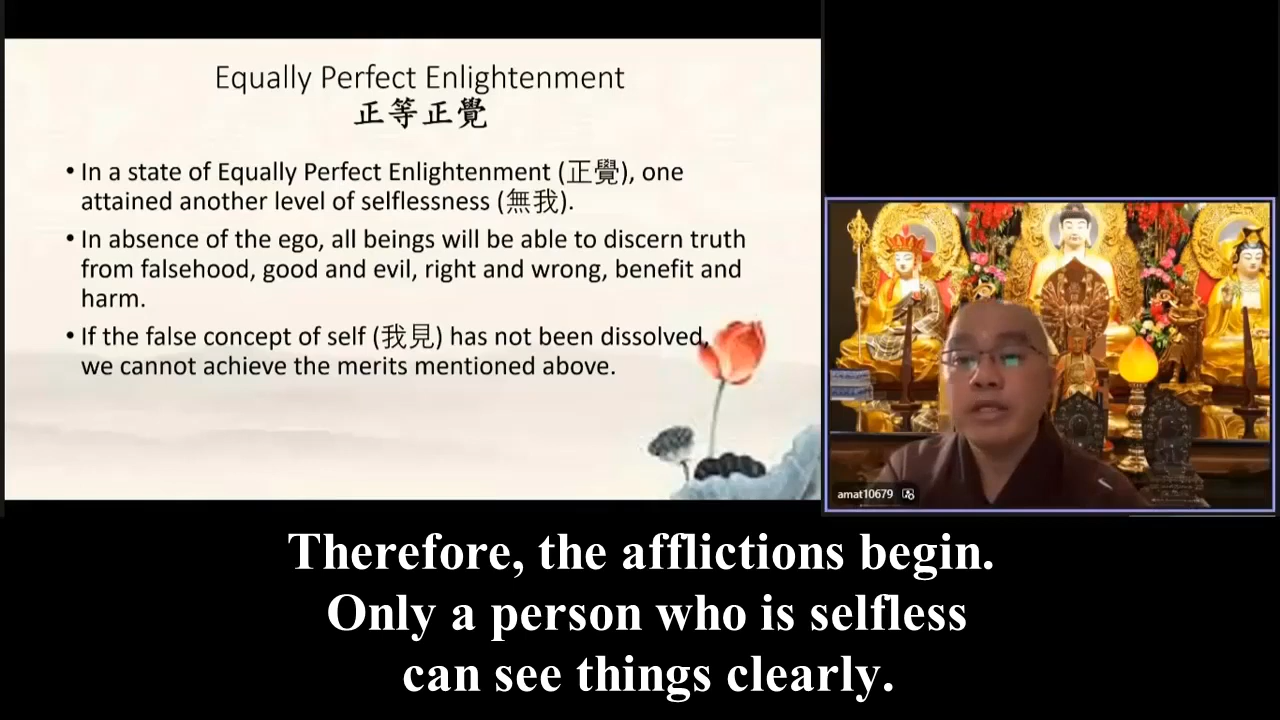 Equally Perfect Enlightenment
正等正覺
• In a state of Equally Perfect Enlightenment (正覺), one
attained another level of selflessness (無我).
• In absence of the ego, all beings will be able to discern truth
from falsehood, good and evil, right and wrong, benefit and
harm.
• If the false concept of self (我見) has not been dissolved,
we cannot achieve the merits mentioned above.
amat10679
Therefore, the afflictions begin.
Only a person who is selfless
can see things clearly.